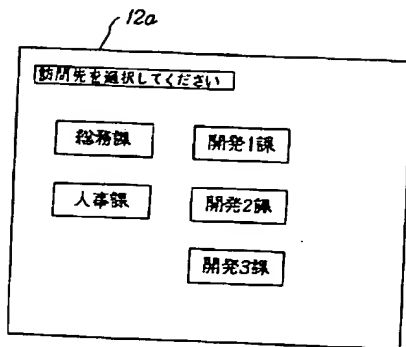 12a
訪問先を選択してください
総務課 開発1課
人事課 開発2課
開発3課